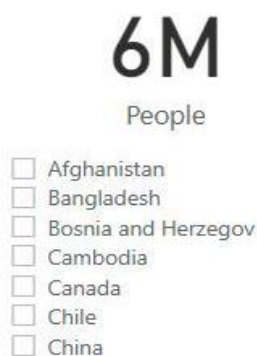 6M
People
Afghanistan
Bangladesh
Bosnia and Herzegov
Cambodia
Canada
Chile
China